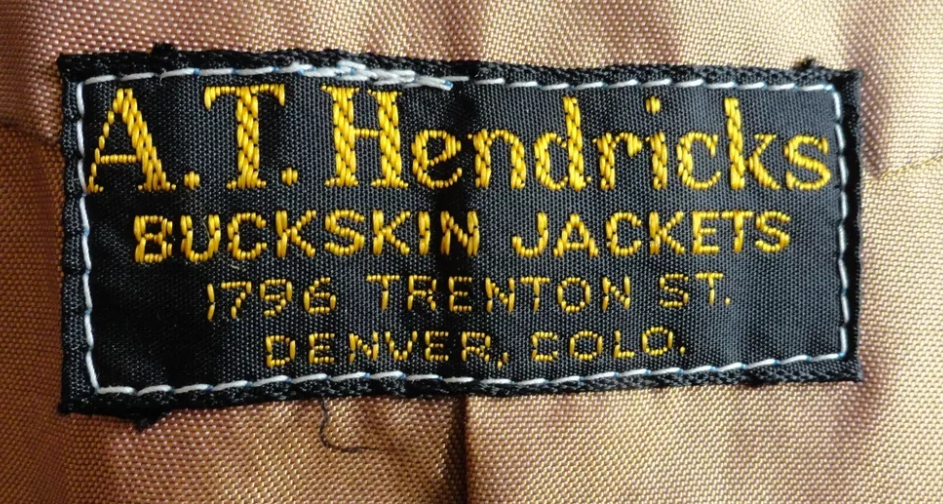 A.T. Hendricks
BUCKSKIN JACKETS
1796 TRENTON ST.
DENVER, COLO.